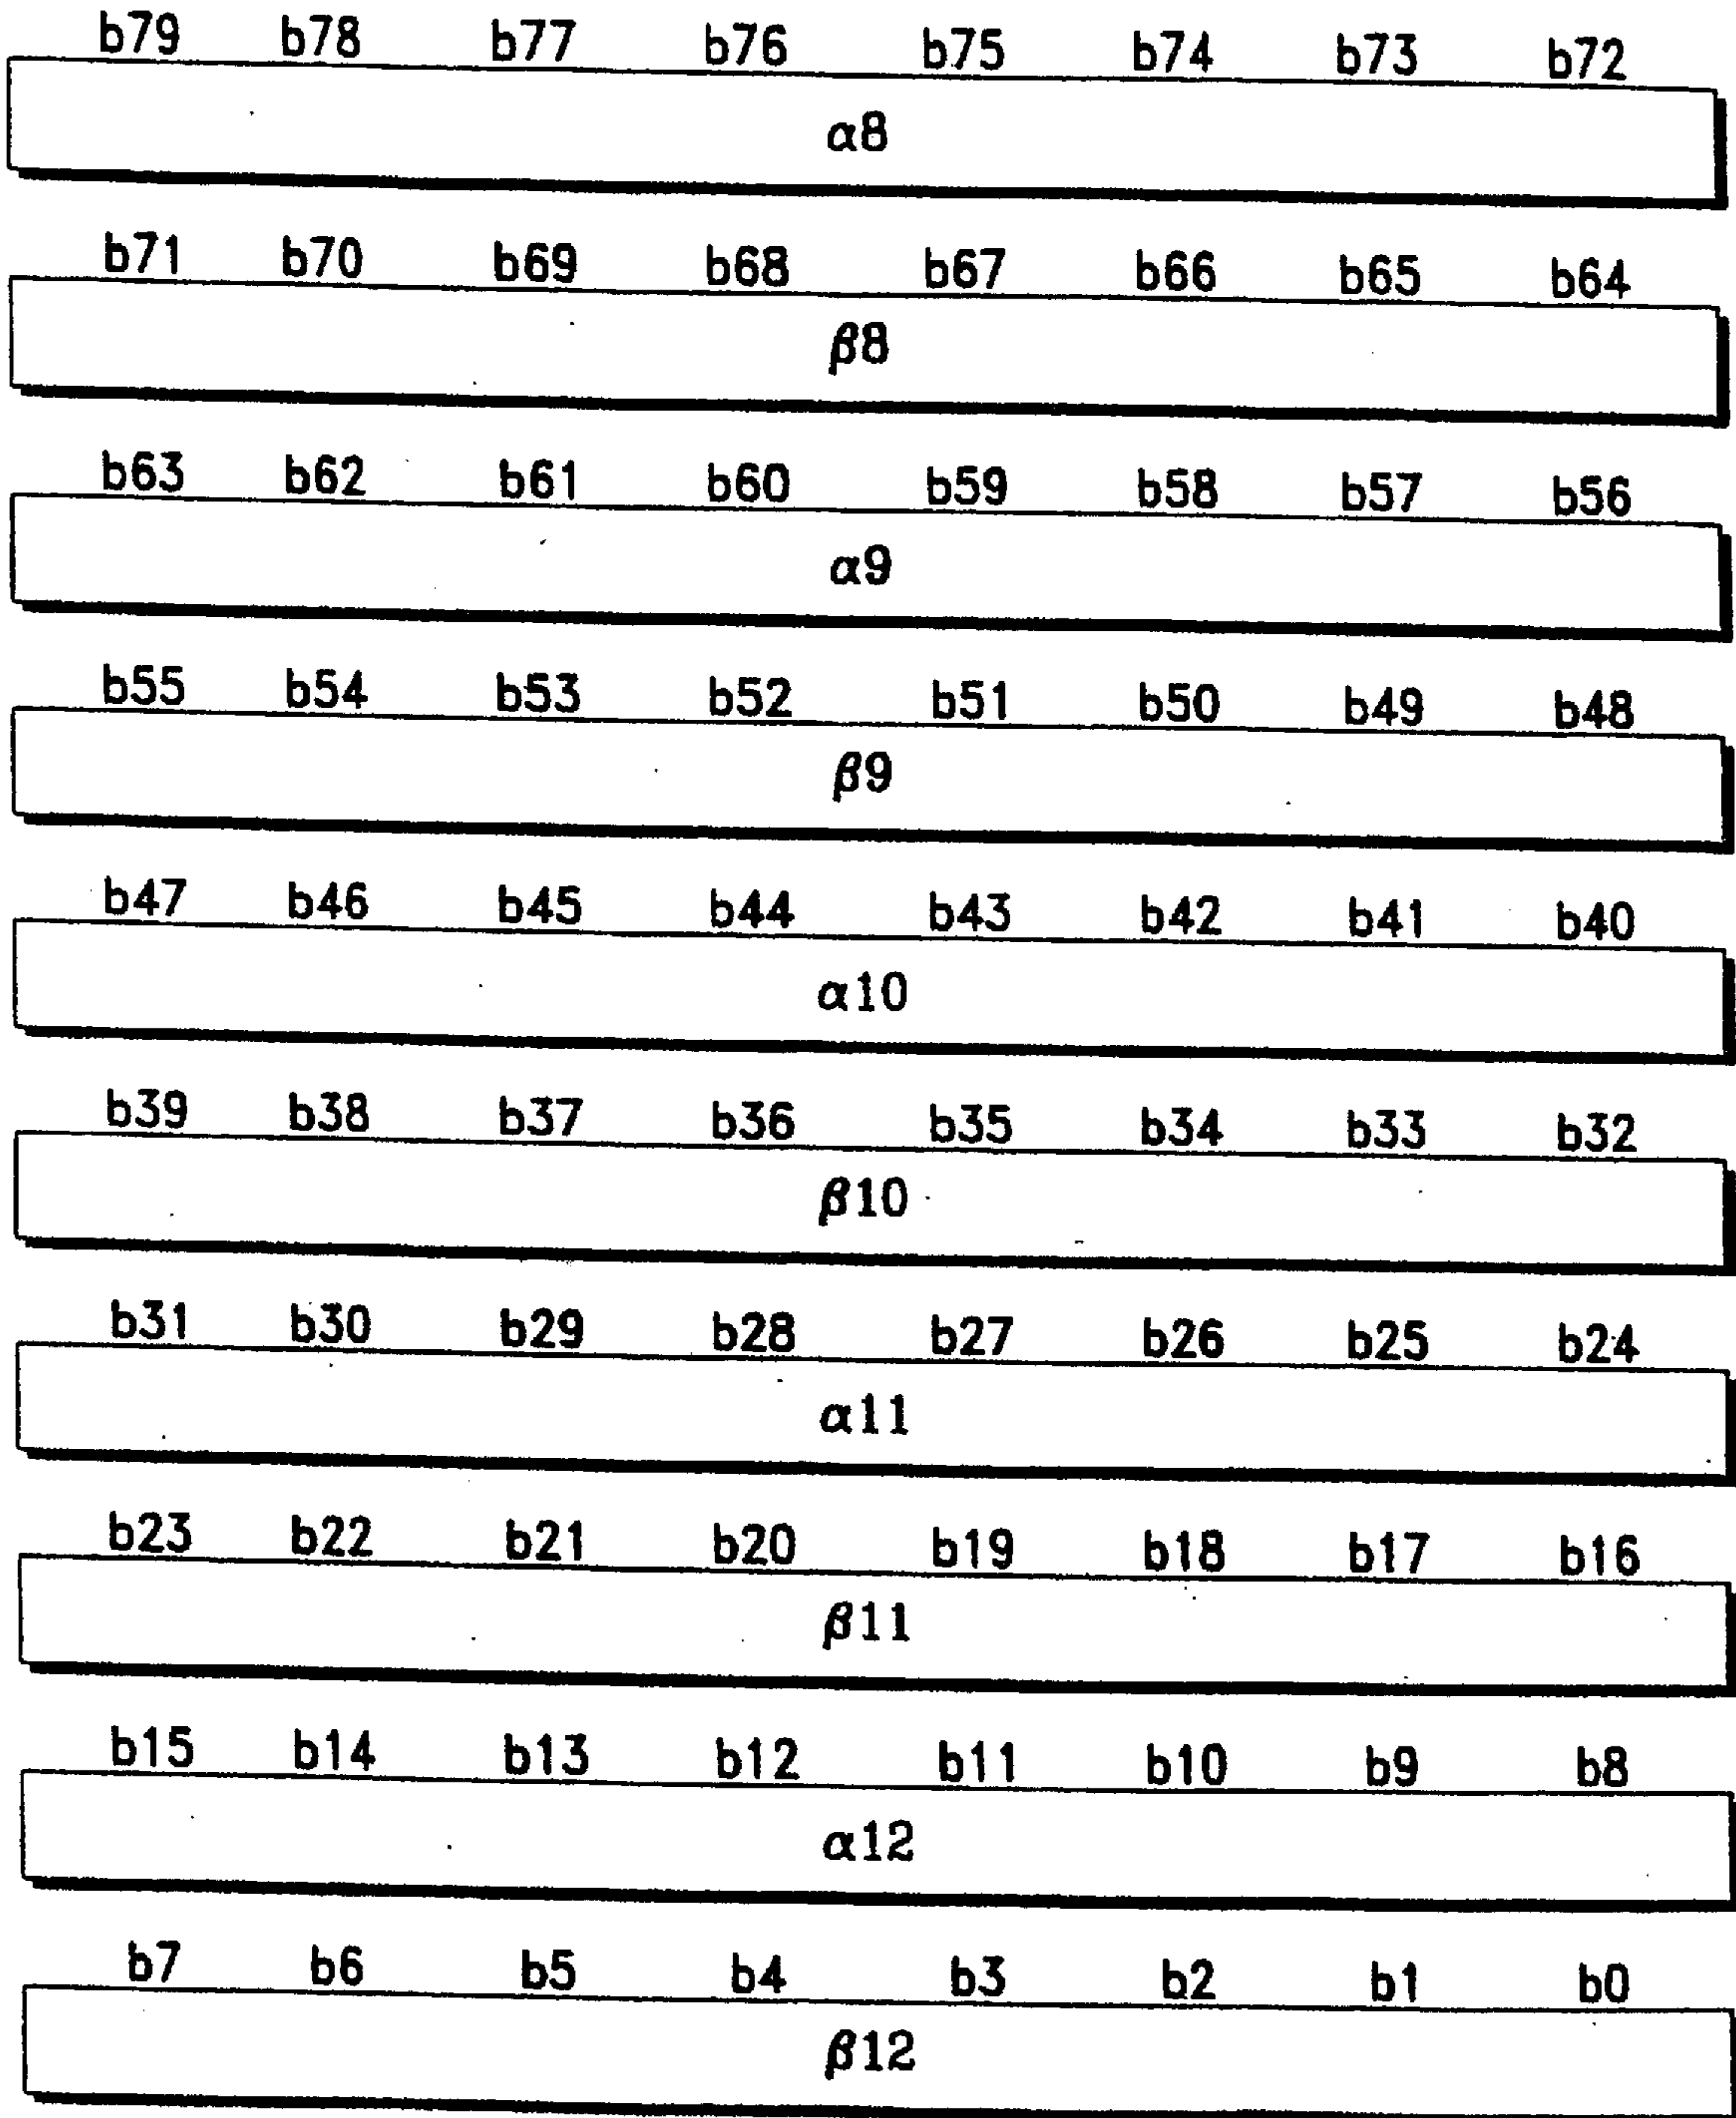 b79 b78 b77 b76 b75 b74 b73 b72
α8
b71 b70 b69 b68 b67 b66 b65 b64
β8
b63 b62 b61 b60 b59 b58 b57 b56
α9
b55 b54 b53 b52 b51 b50 b49 b48
β9
b47 b46 b45 b44 b43 b42 b41 b40
α10
b39 b38 b37 b36 b35 b34 b33 b32
β10
b31 b30 b29 b28 b27 b26 b25 b24
α11
b23 b22 b21 b20 b19 b18 b17 b16
β11
b15 b14 b13 b12 b11 b10 b9 b8
α12
b7 b6 b5 b4 b3 b2 b1 b0
β12